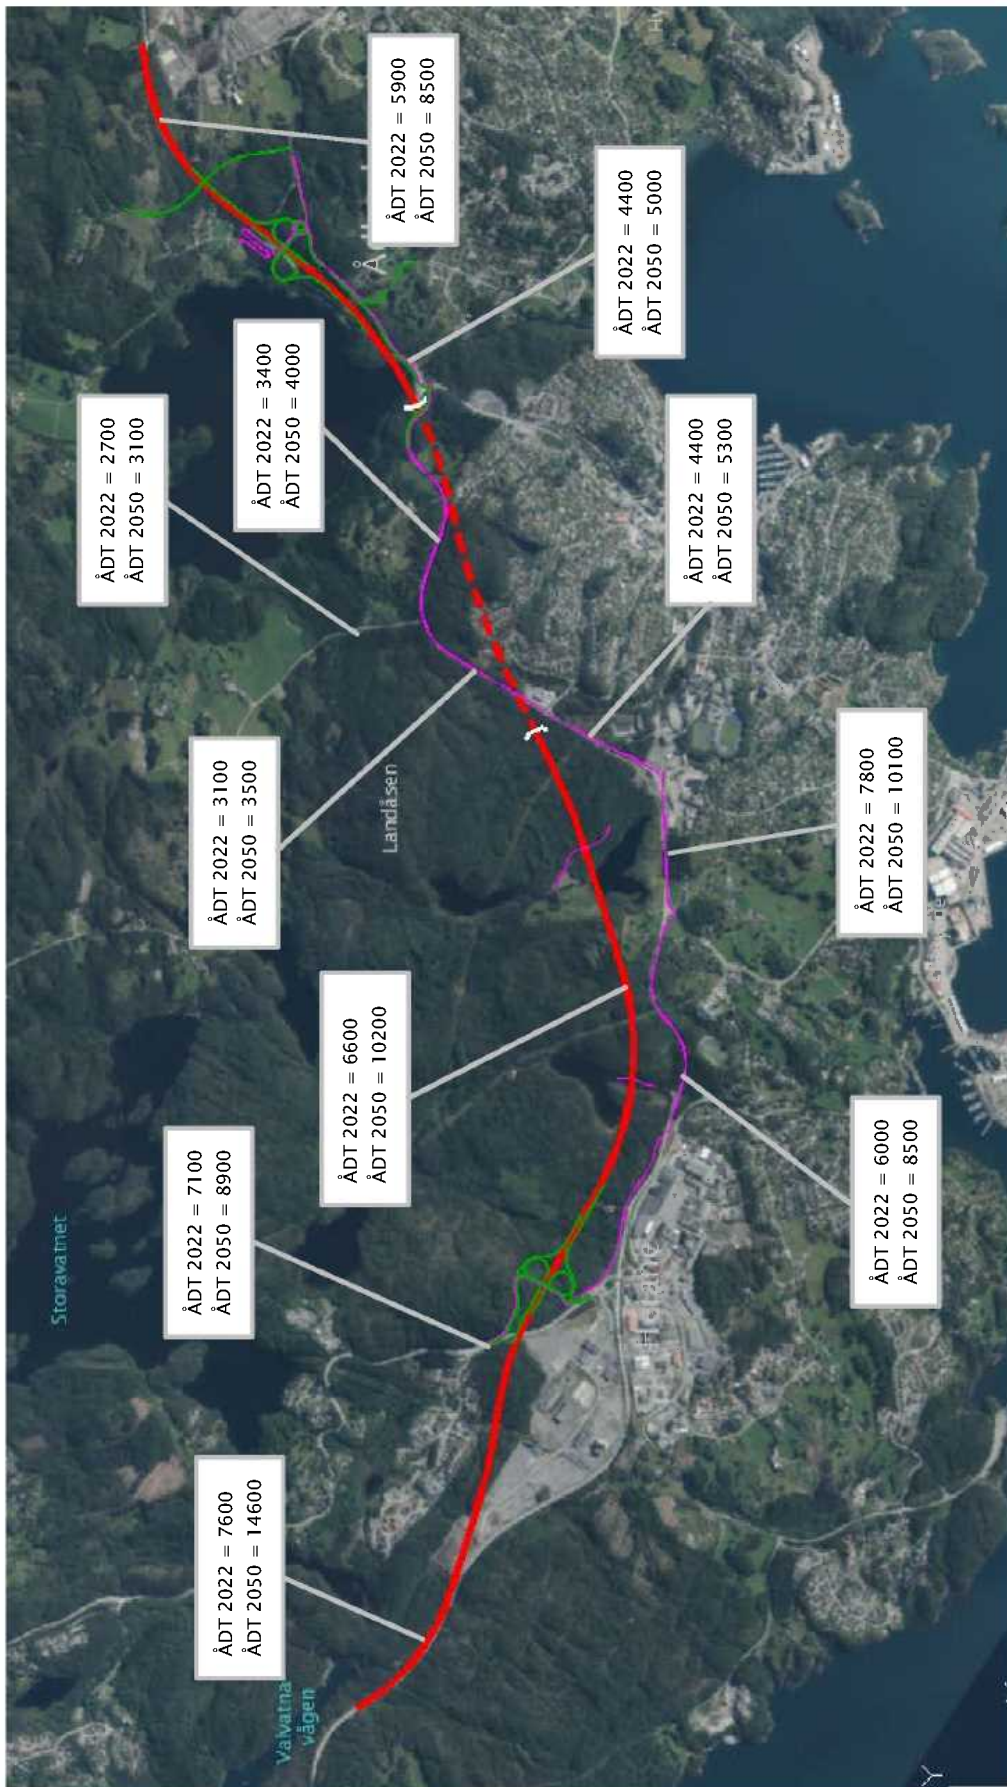 Storavatnet
ÅDT 2022 = 2700
ÅDT 2050 = 3100
ÅDT 2022 = 7100
ÅDT 2050 = 8900
ÅDT 2022 = 3100
ÅDT 2050 = 3500
ÅDT 2022 = 7600
ÅDT 2050 = 14600
ÅDT 2022 = 3400
ÅDT 2050 = 4000
Valvatna
vågen
ÅDT 2022 = 6600
ÅDT 2050 = 10200
ÅDT 2022 = 5900
ÅDT 2050 = 8500
Landåsen
ÅDT 2022 = 4400
ÅDT 2050 = 5000
ÅDT 2022 = 4400
ÅDT 2050 = 5300
ÅDT 2022 = 7800
ÅDT 2050 = 10100
ÅDT 2022 = 6000
ÅDT 2050 = 8500
Y